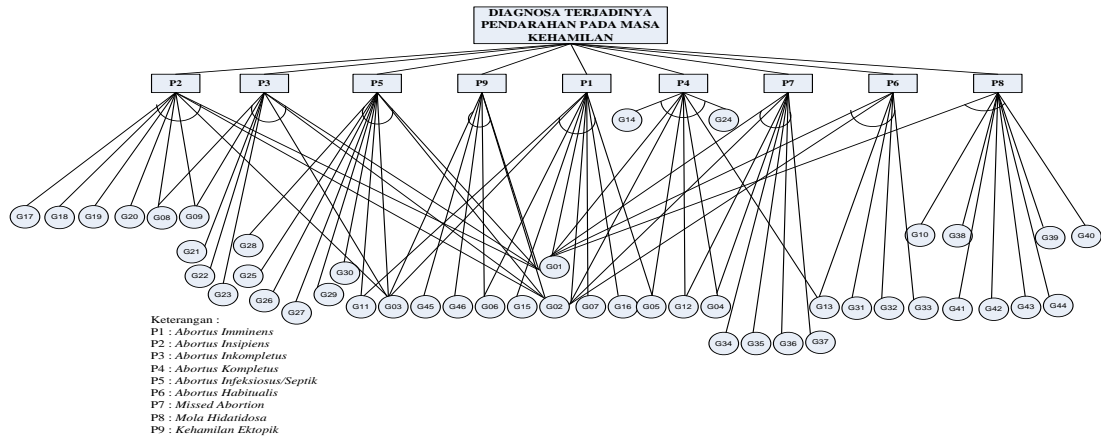 DIAGNOSA TERJADINYA
PENDARAHAN PADA MASA
KEHAMILAN
P2 P3 P5 P9 P1 P4 P7 P6 P8
G14 G24
G17 G18 G19 G20 G08 G09
G10 G38 G39 G40
G21 G28
G22 G25 G30 G01
G23 G26 G27 G29 G11 G03 G45 G46 G06 G15 G02 G07 G16 G05 G12 G04 G13 G31 G32 G33 G41 G42 G43 G44
G34 G35 G36 G37
Keterangan :
P1 : Abortus Imminens
P2 : Abortus Insipiens
P3 : Abortus Inkompletus
P4 : Abortus Kompletus
P5 : Abortus Infeksiosus/Septik
P6 : Abortus Habitualis
P7 : Missed Abortion
P8 : Mola Hidatidosa
P9 : Kehamilan Ektopik